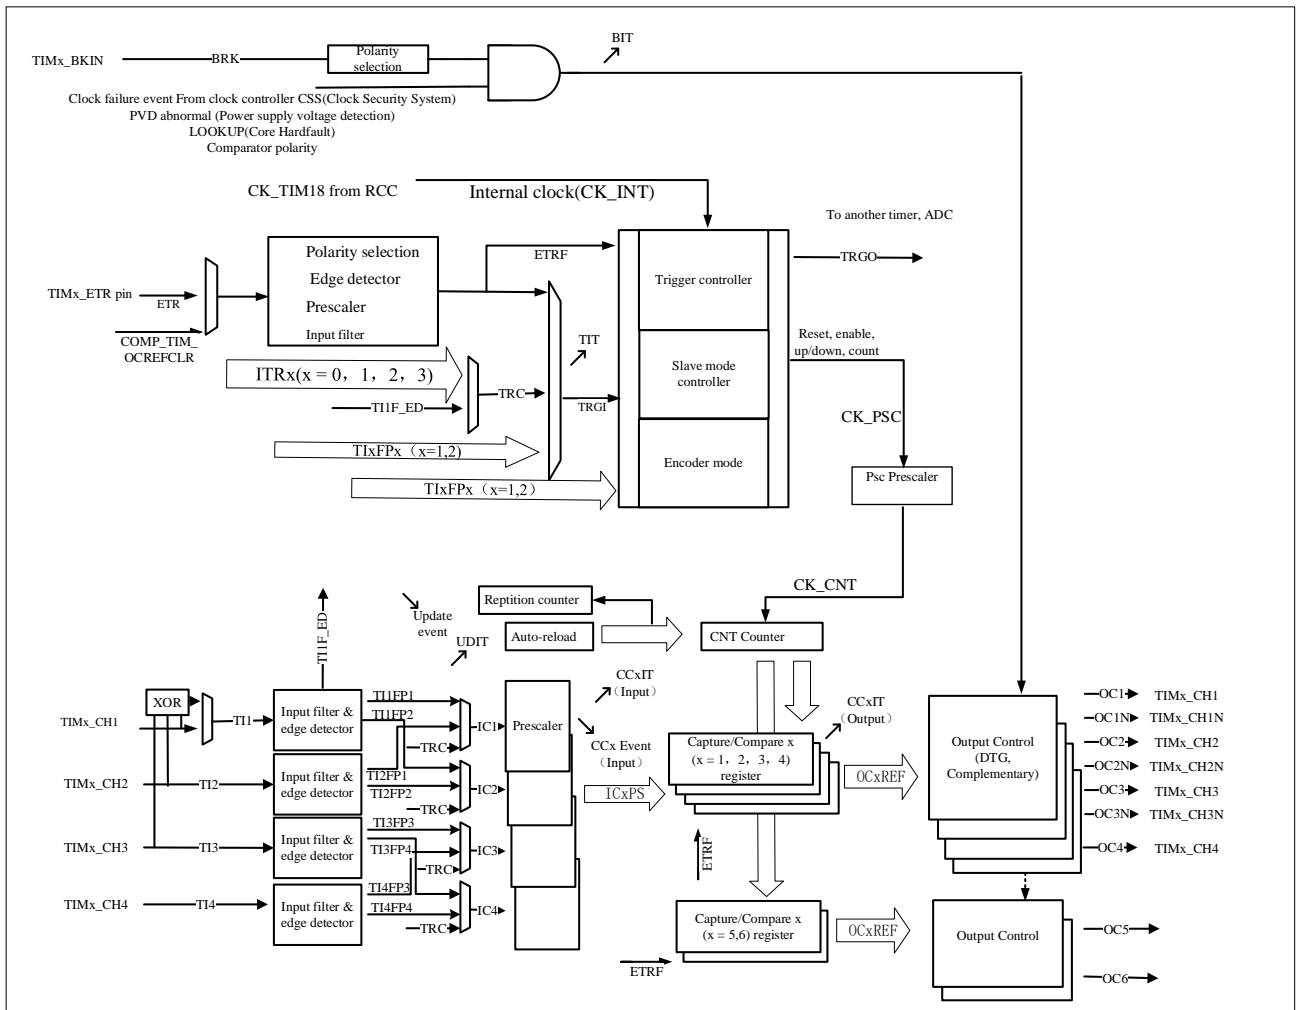 BIT
TIMx_BKIN
BRK
Polarity
selection
Clock failure event From clock controller CSS(Clock Security System)
PVD abnormal (Power supply voltage detection)
LOOKUP(Core Hardfault)
Comparator polarity
CK_TIM18 from RCC
Internal clock(CK_INT)
To another timer, ADC
TRGO
Polarity selection
Edge detector
Prescaler
Input filter
ETRF
TIMx_ETR pin
ETR
COMP_TIM_
OCREFCLR
Trigger controller
Slave mode
controller
Encoder mode
Reset, enable,
up/down, count
TIT
ITRx(x = 0，1，2，3)
TI1F_ED
TRC
TRGI
TIxFPx（x=1,2)
TIxFPx（x=1,2）
CK_PSC
Psc Prescaler
CK_CNT
Reptition counter
Auto-reload
CNT Counter
Update
event
UDIT
TI1F_ED
XOR
TIMx_CH1
TI1
Input filter &
edge detector
TI1FP1
TI1FP2
TRC
IC1
Prescaler
CCxIT
（Input）
CCx Event
（Input）
CCxIT
（Output）
TIMx_CH2
TI2
Input filter &
edge detector
TI2FP1
TI2FP2
TRC
IC2
ICxPS
Capture/Compare x
(x = 1，2，3，4)
register
OCxREF
Output Control
(DTG,
Complementary)
OC1
TIMx_CH1
OC1N
TIMx_CH1N
OC2
TIMx_CH2
OC2N
TIMx_CH2N
OC3
TIMx_CH3
OC3N
TIMx_CH3N
OC4
TIMx_CH4
TIMx_CH3
TI3
Input filter &
edge detector
TI3FP3
TI3FP4
TRC
IC3
ETRF
TIMx_CH4
TI4
Input filter &
edge detector
TI4FP3
TI4FP4
TRC
IC4
Capture/Compare x
(x = 5,6) register
ETRF
OCxREF
Output Control
OC5
OC6